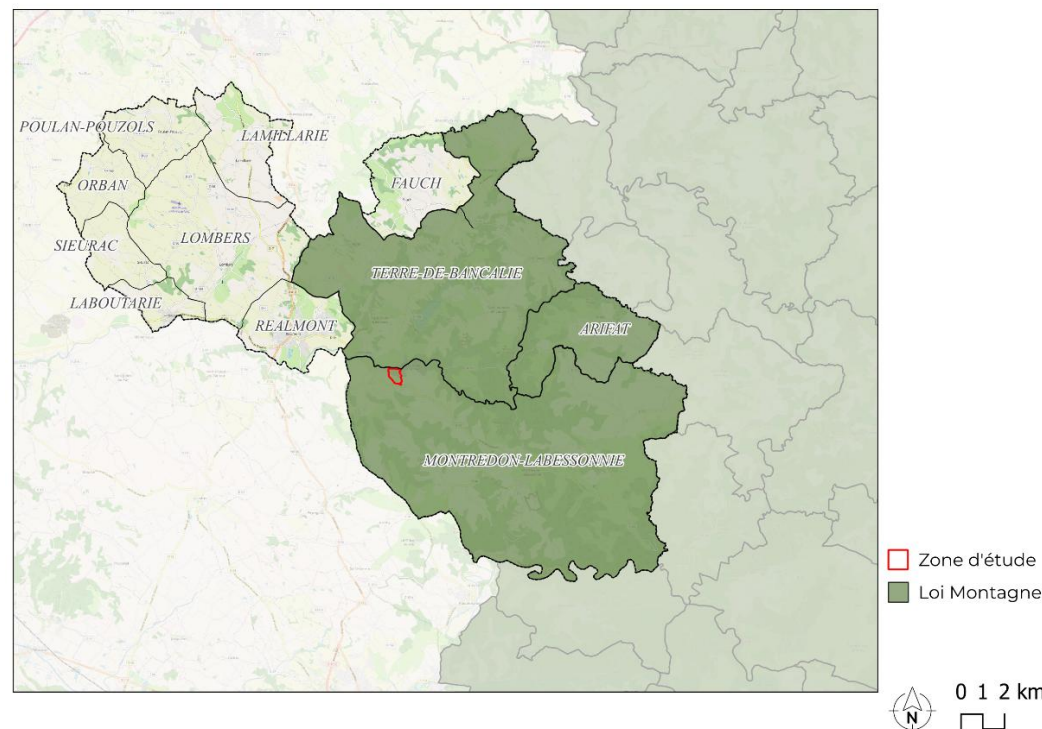 POULAN-POUZOLS
LAMILLARIE
ORBAN
FAUCH
SIEURAC
LOMBERS
TERRE-DE-BANCALIE
LABOUTARIE
REALMONT
ARIFAT
MONTREDON-LABESSONNIE
Zone d'étude
Loi Montagne
N
0 1 2 km